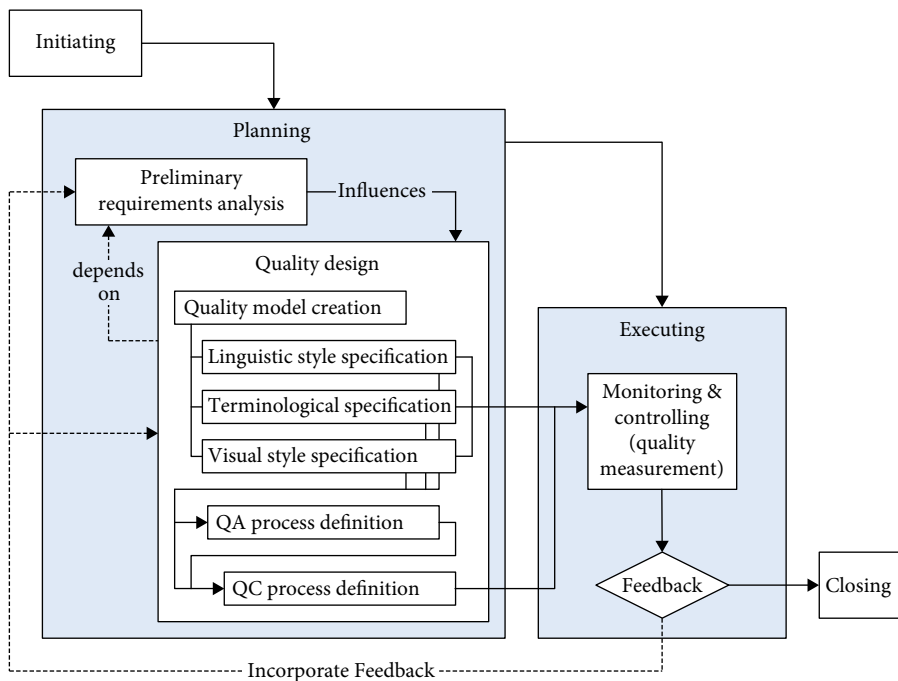 Initiating
Planning
Preliminary
requirements analysis
Influences
depends
on
Quality design
Quality model creation
Linguistic style specification
Terminological specification
Visual style specification
QA process definition
QC process definition
Executing
Monitoring &
controlling
(quality
measurement)
Feedback
Closing
Incorporate Feedback